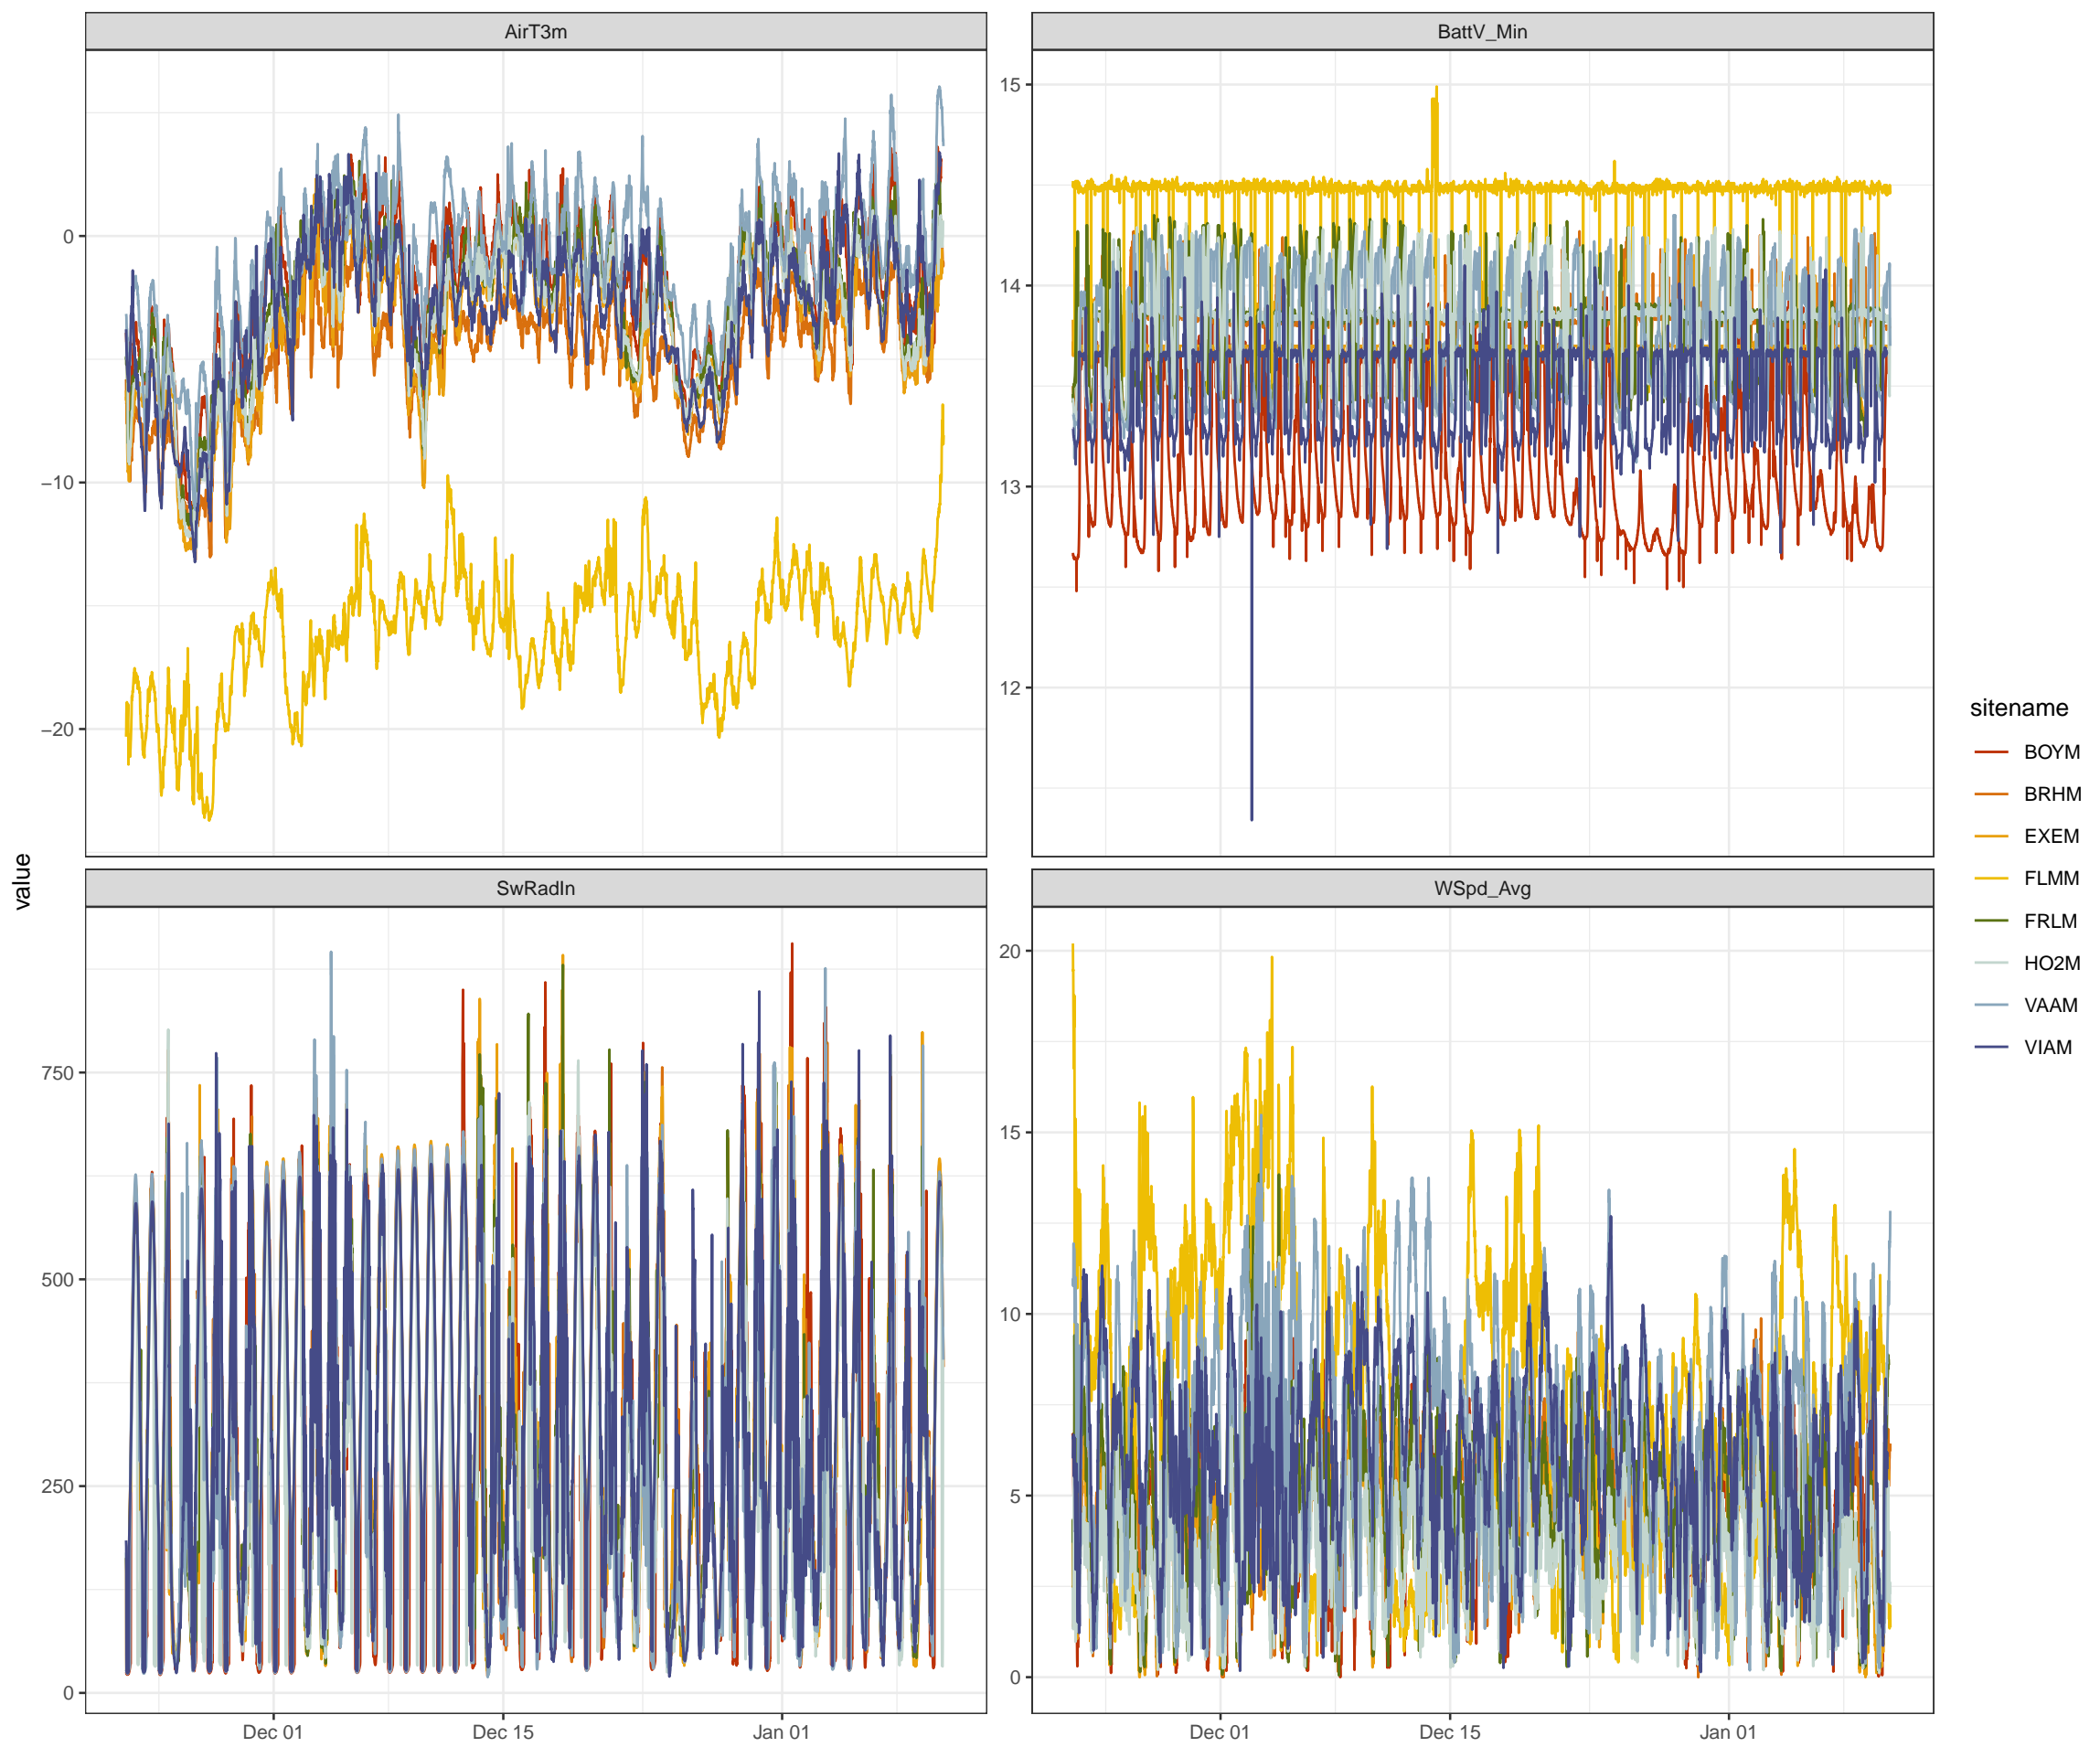 AirT3m
BattV_Min
0
−10
−20
15
14
13
12
SwRadIn
WSpd_Avg
750
500
250
0
20
15
10
5
0
Dec 01
Dec 15
Jan 01
Dec 01
Dec 15
Jan 01
value
sitename
BOYM
BRHM
EXEM
FLMM
FRLM
HO2M
VAAM
VIAM